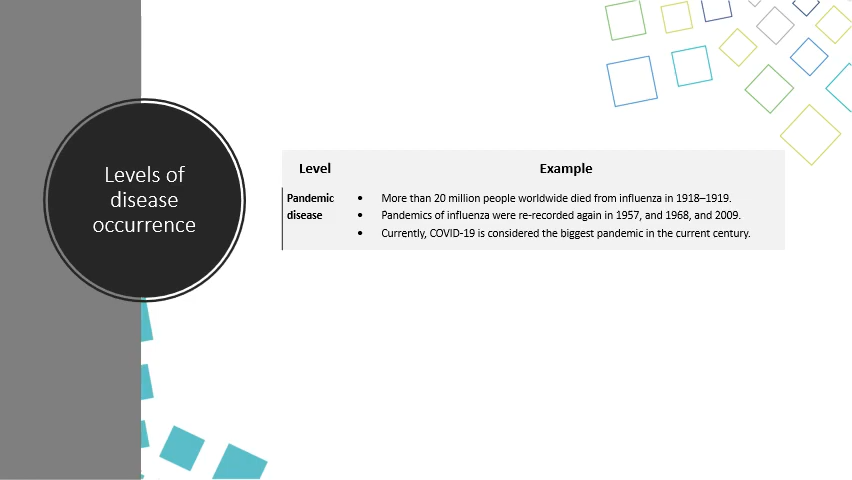 Levels of
disease
occurrence
Level Example
Pandemic
disease
• More than 20 million people worldwide died from influenza in 1918–1919.
• Pandemics of influenza were re-recorded again in 1957, and 1968, and 2009.
• Currently, COVID-19 is considered the biggest pandemic in the current century.